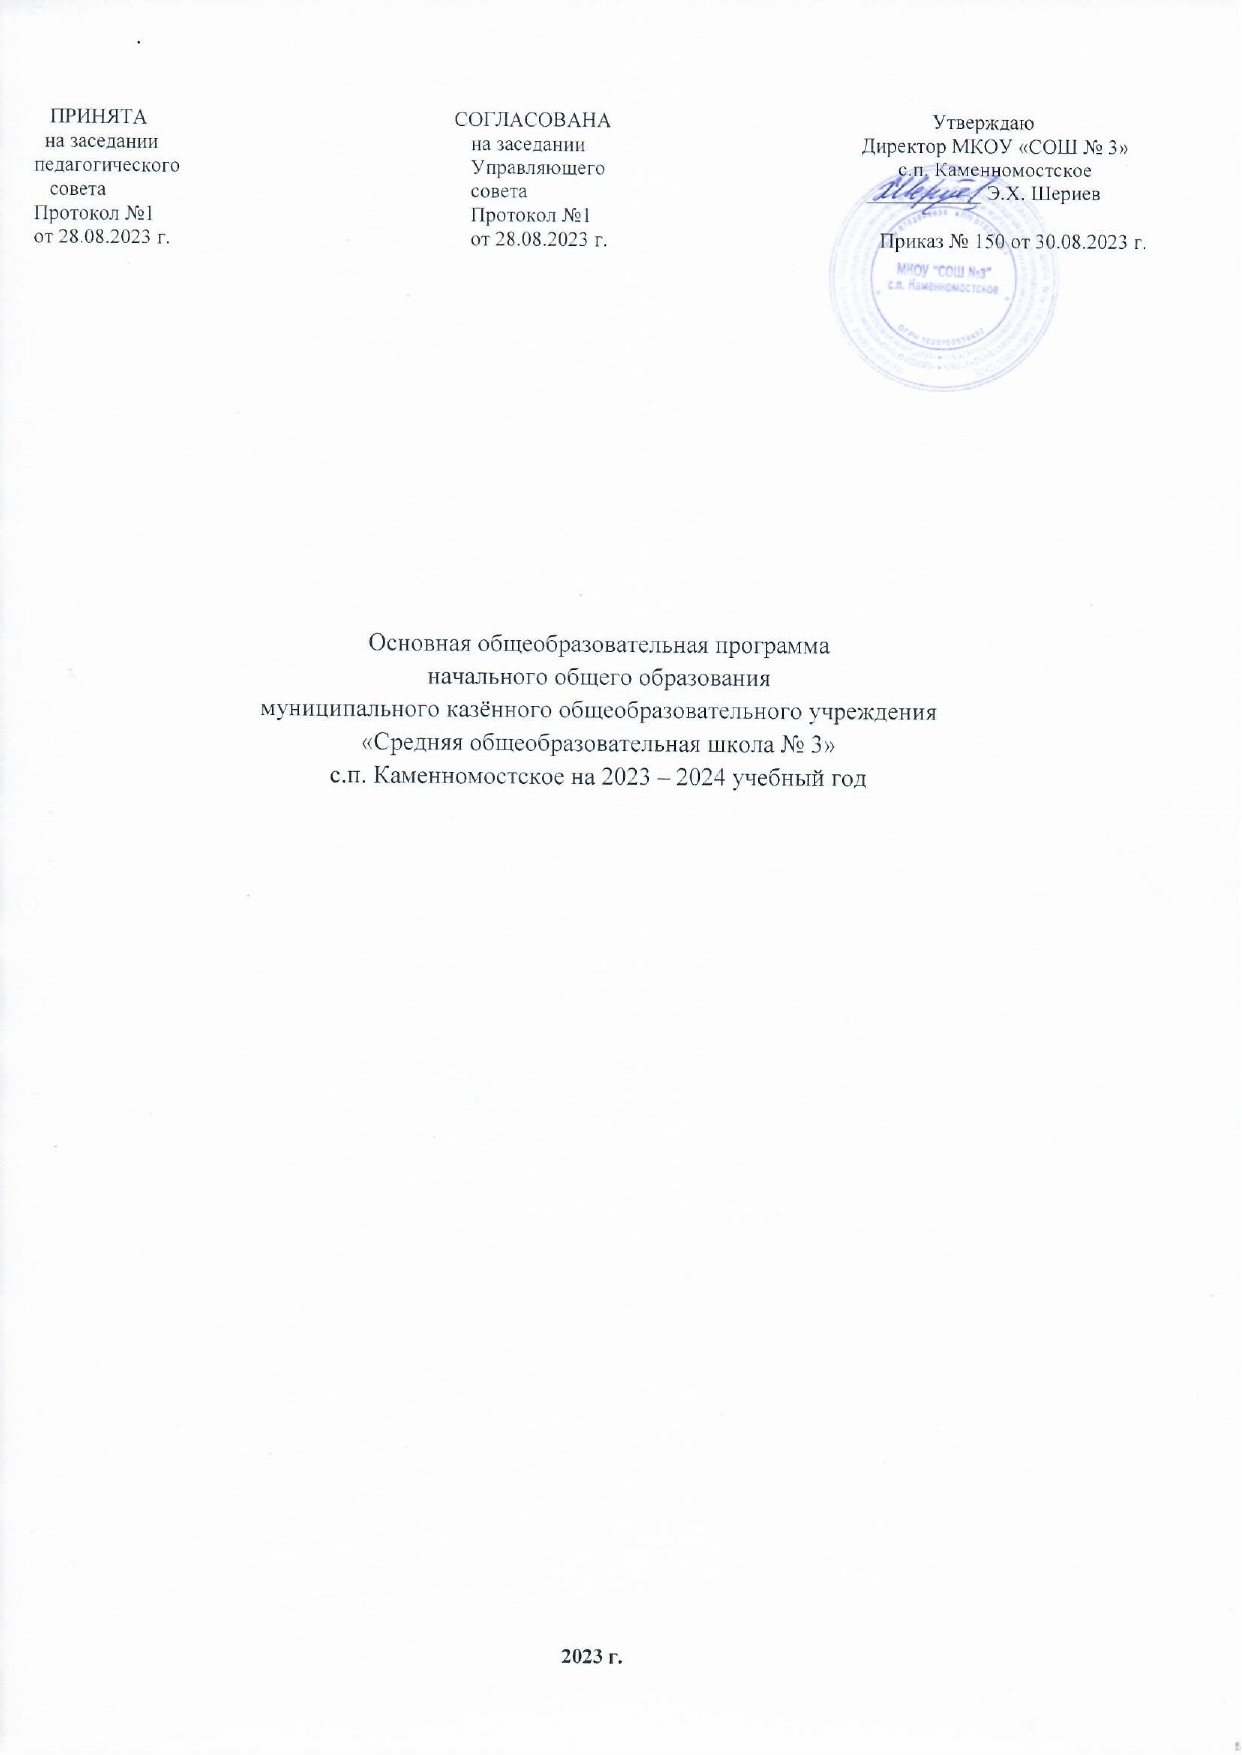 ПРИНЯТА
на заседании
педагогического
совета
Протокол №1
от 28.08.2023 г.
СОГЛАСОВАНА
на заседании
Управляющего
совета
Протокол №1
от 28.08.2023 г.
Утверждаю
Директор МКОУ «СОШ № 3»
с.п. Каменномостское
Э.Х. Шериев
Приказ № 150 от 30.08.2023 г.
МКОУ "СОШ №3"
с.п. Каменномостское
Основная общеобразовательная программа
начального общего образования
муниципального казённого общеобразовательного учреждения
«Средняя общеобразовательная школа № 3»
с.п. Каменномостское на 2023 – 2024 учебный год
2023 г.